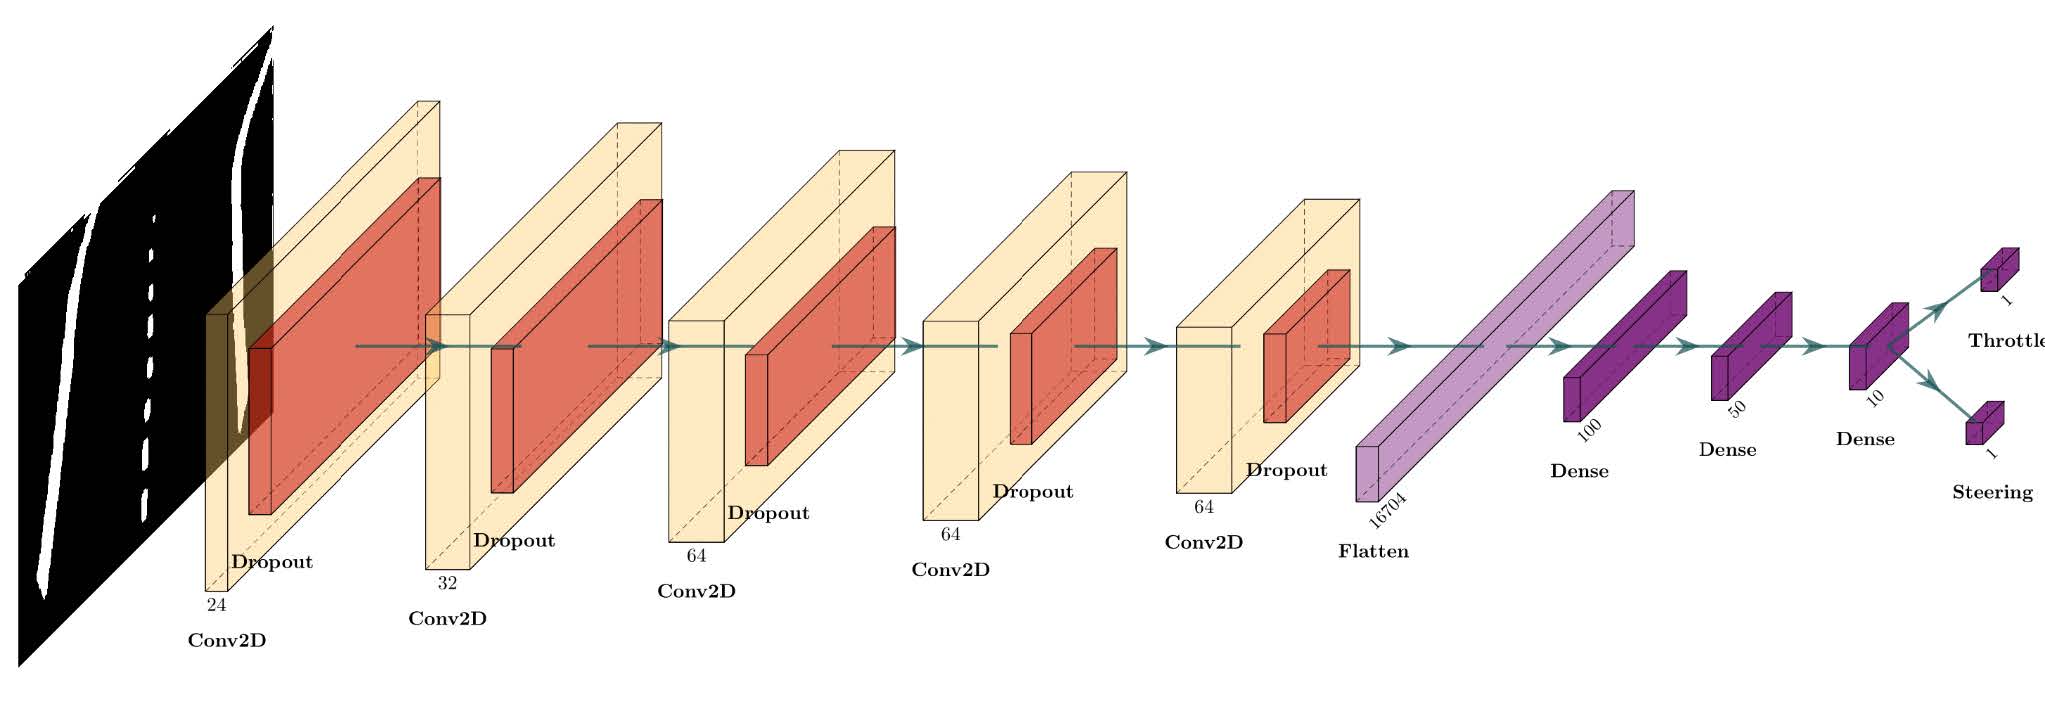 24
Conv2D
Dropout
32
Conv2D
Dropout
64
Conv2D
Dropout
64
Conv2D
Dropout
64
Conv2D
Dropout
16704
Flatten
100
Dense
50
Dense
10
Dense
1
Throttle
1
Steering